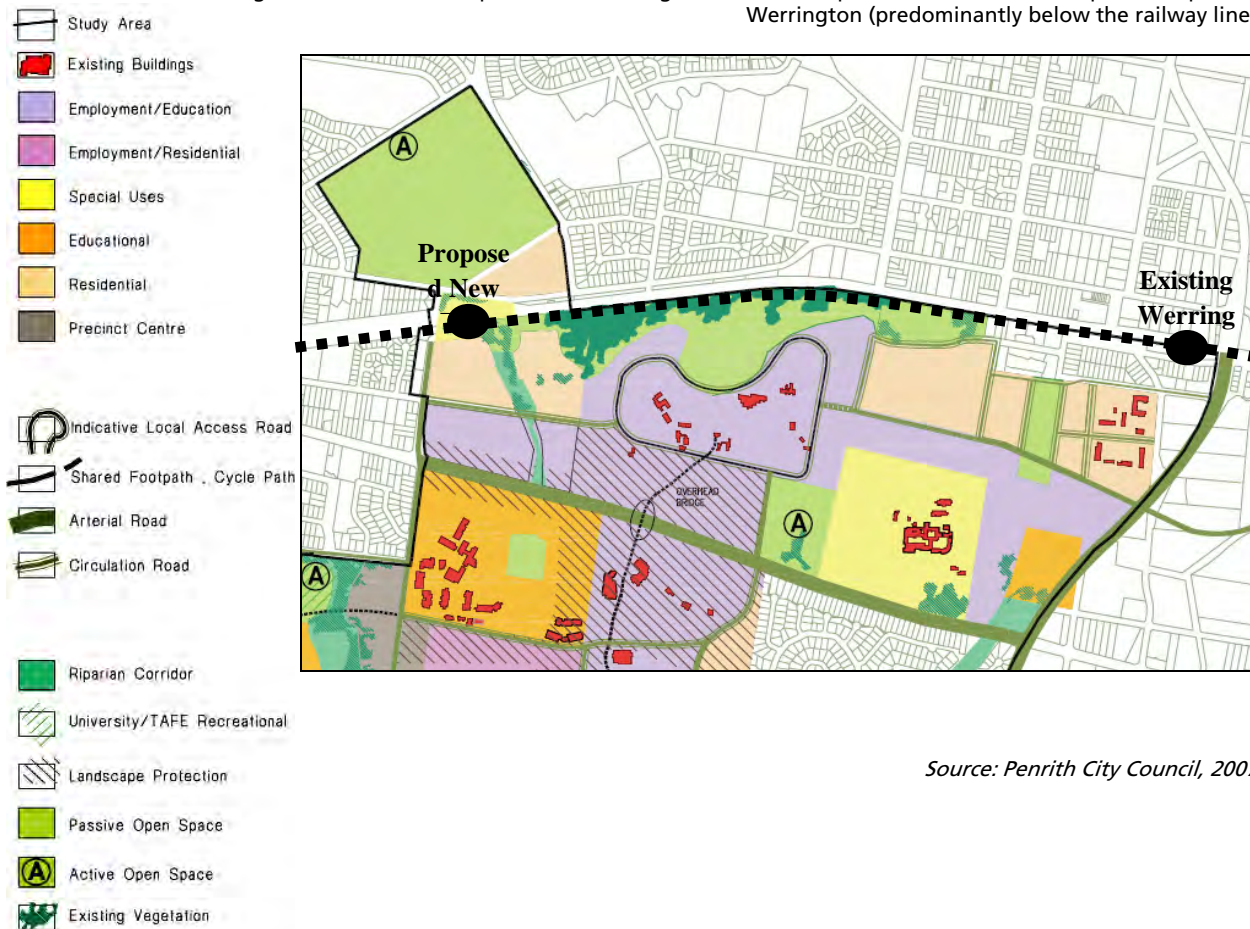 Werrington (predominantly below the railway line
Study Area
Existing Buildings
Employment/Education
Employment/Residential
Special Uses
Educational
Residential
Precinct Centre
Indicative Local Access Road
Shared Footpath . Cycle Path
Arterial Road
Circulation Road
Riparian Corridor
University/TAFE Recreational
Landscape Protection
Passive Open Space
A
Active Open Space
Existing Vegetation
A
Propose
d New
Existing
Werring
OVERHEAD
BRIDGE
A
A
Source: Penrith City Council, 200